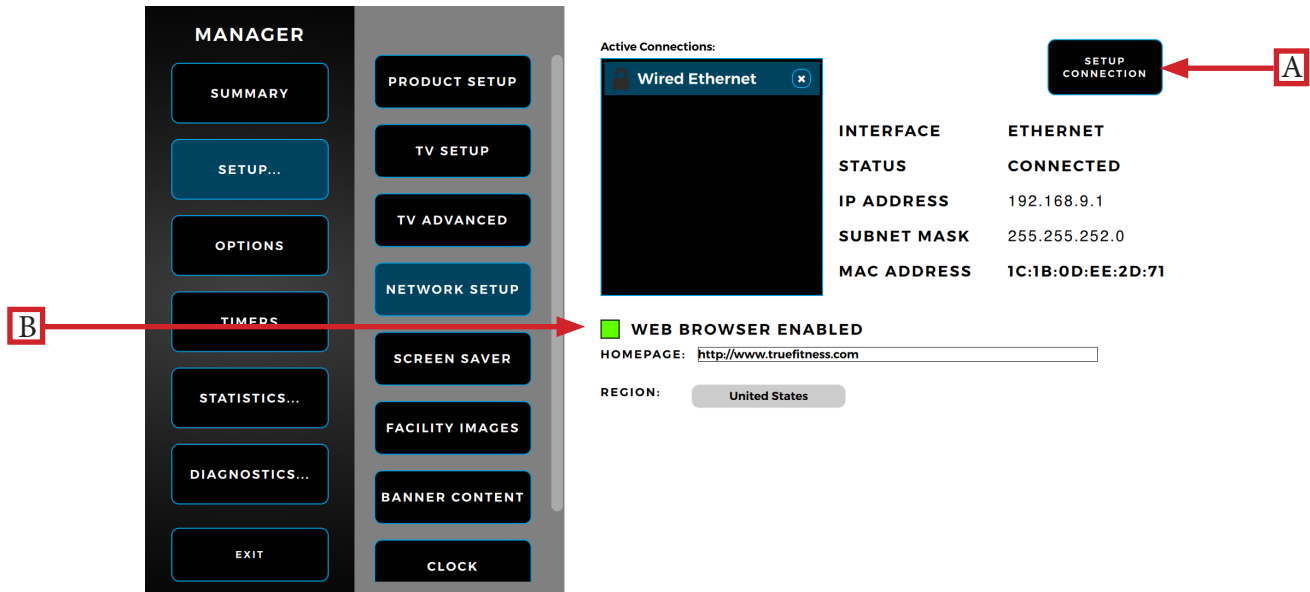 MANAGER
SUMMARY
SETUP...
OPTIONS
TIMERS
STATISTICS...
DIAGNOSTICS...
EXIT
PRODUCT SETUP
TV SETUP
TV ADVANCED
NETWORK SETUP
SCREEN SAVER
FACILITY IMAGES
BANNER CONTENT
CLOCK
Active Connections:
Wired Ethernet
SETUP
CONNECTION
A
INTERFACE ETHERNET
STATUS CONNECTED
IP ADDRESS 192.168.9.1
SUBNET MASK 255.255.252.0
MAC ADDRESS 1C:1B:0D:EE:2D:71
B
WEB BROWSER ENABLED
HOMEPAGE: http://www.truefitness.com
REGION: United States